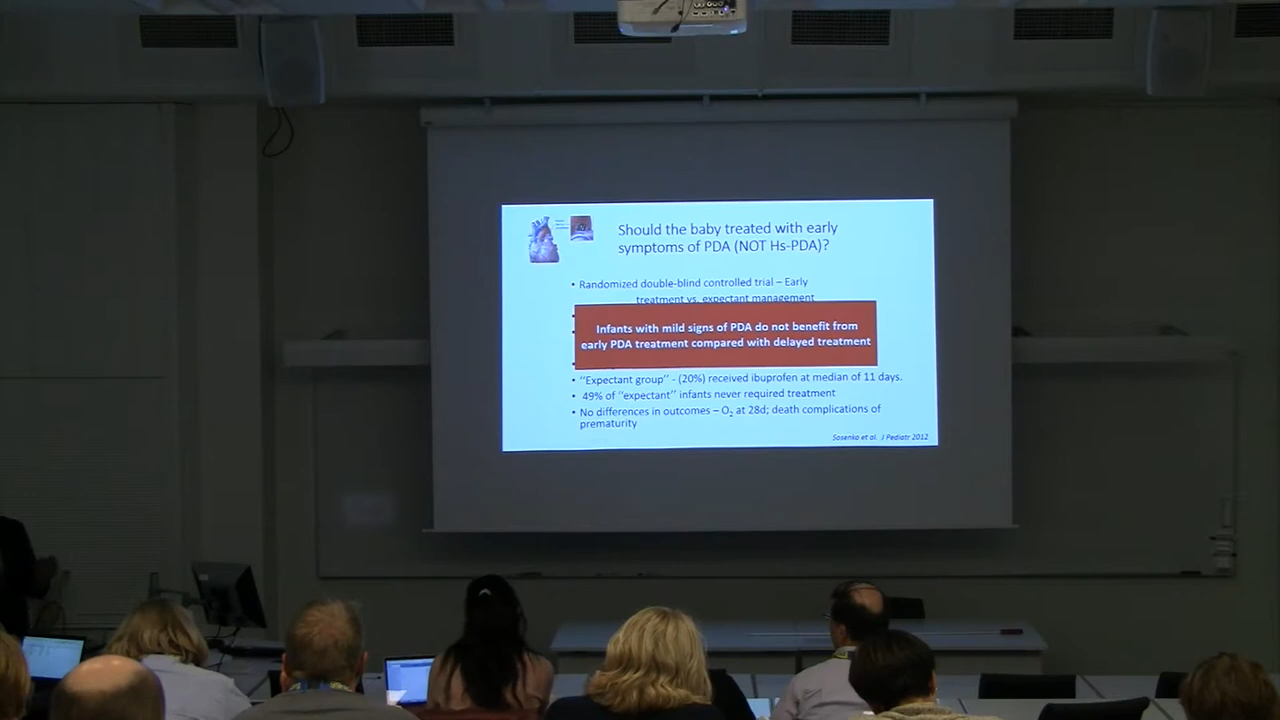 Should the baby treated with early
symptoms of PDA (NOT Hs-PDA)?
• Randomized double-blind controlled trial – Early
treatment vs. expectant management
Infants with mild signs of PDA do not benefit from
early PDA treatment compared with delayed treatment
• "Expectant group" - (20%) received ibuprofen at median of 11 days.
• 49% of "expectant" infants never required treatment
• No differences in outcomes – O2 at 28d; death complications of
prematurity
Sosenko et al. J Pediatr 2012